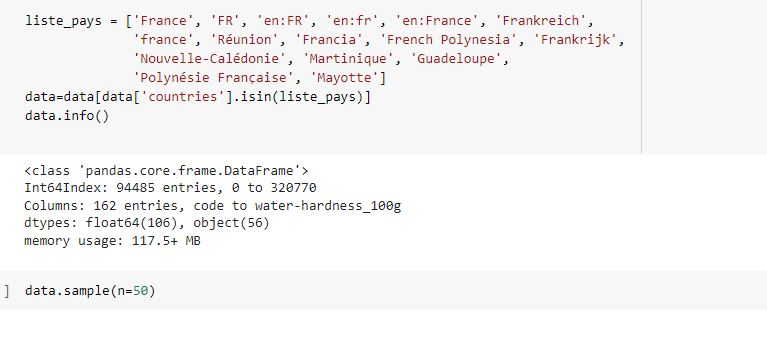 liste_pays = ['France', 'FR', 'en:FR', 'en:fr', 'en:France', 'Frankreich',
'france', 'Réunion', 'Francia', 'French Polynesia', 'Frankrijk',
'Nouvelle-Calédonie', 'Martinique', 'Guadeloupe',
'Polynésie Française', 'Mayotte']
data=data[data['countries'].isin(liste_pays)]
data.info()
<class 'pandas.core.frame.DataFrame'>
Int64Index: 94485 entries, 0 to 320770
Columns: 162 entries, code to water-hardness_100g
dtypes: float64(106), object(56)
memory usage: 117.5+ MB
] data.sample(n=50)